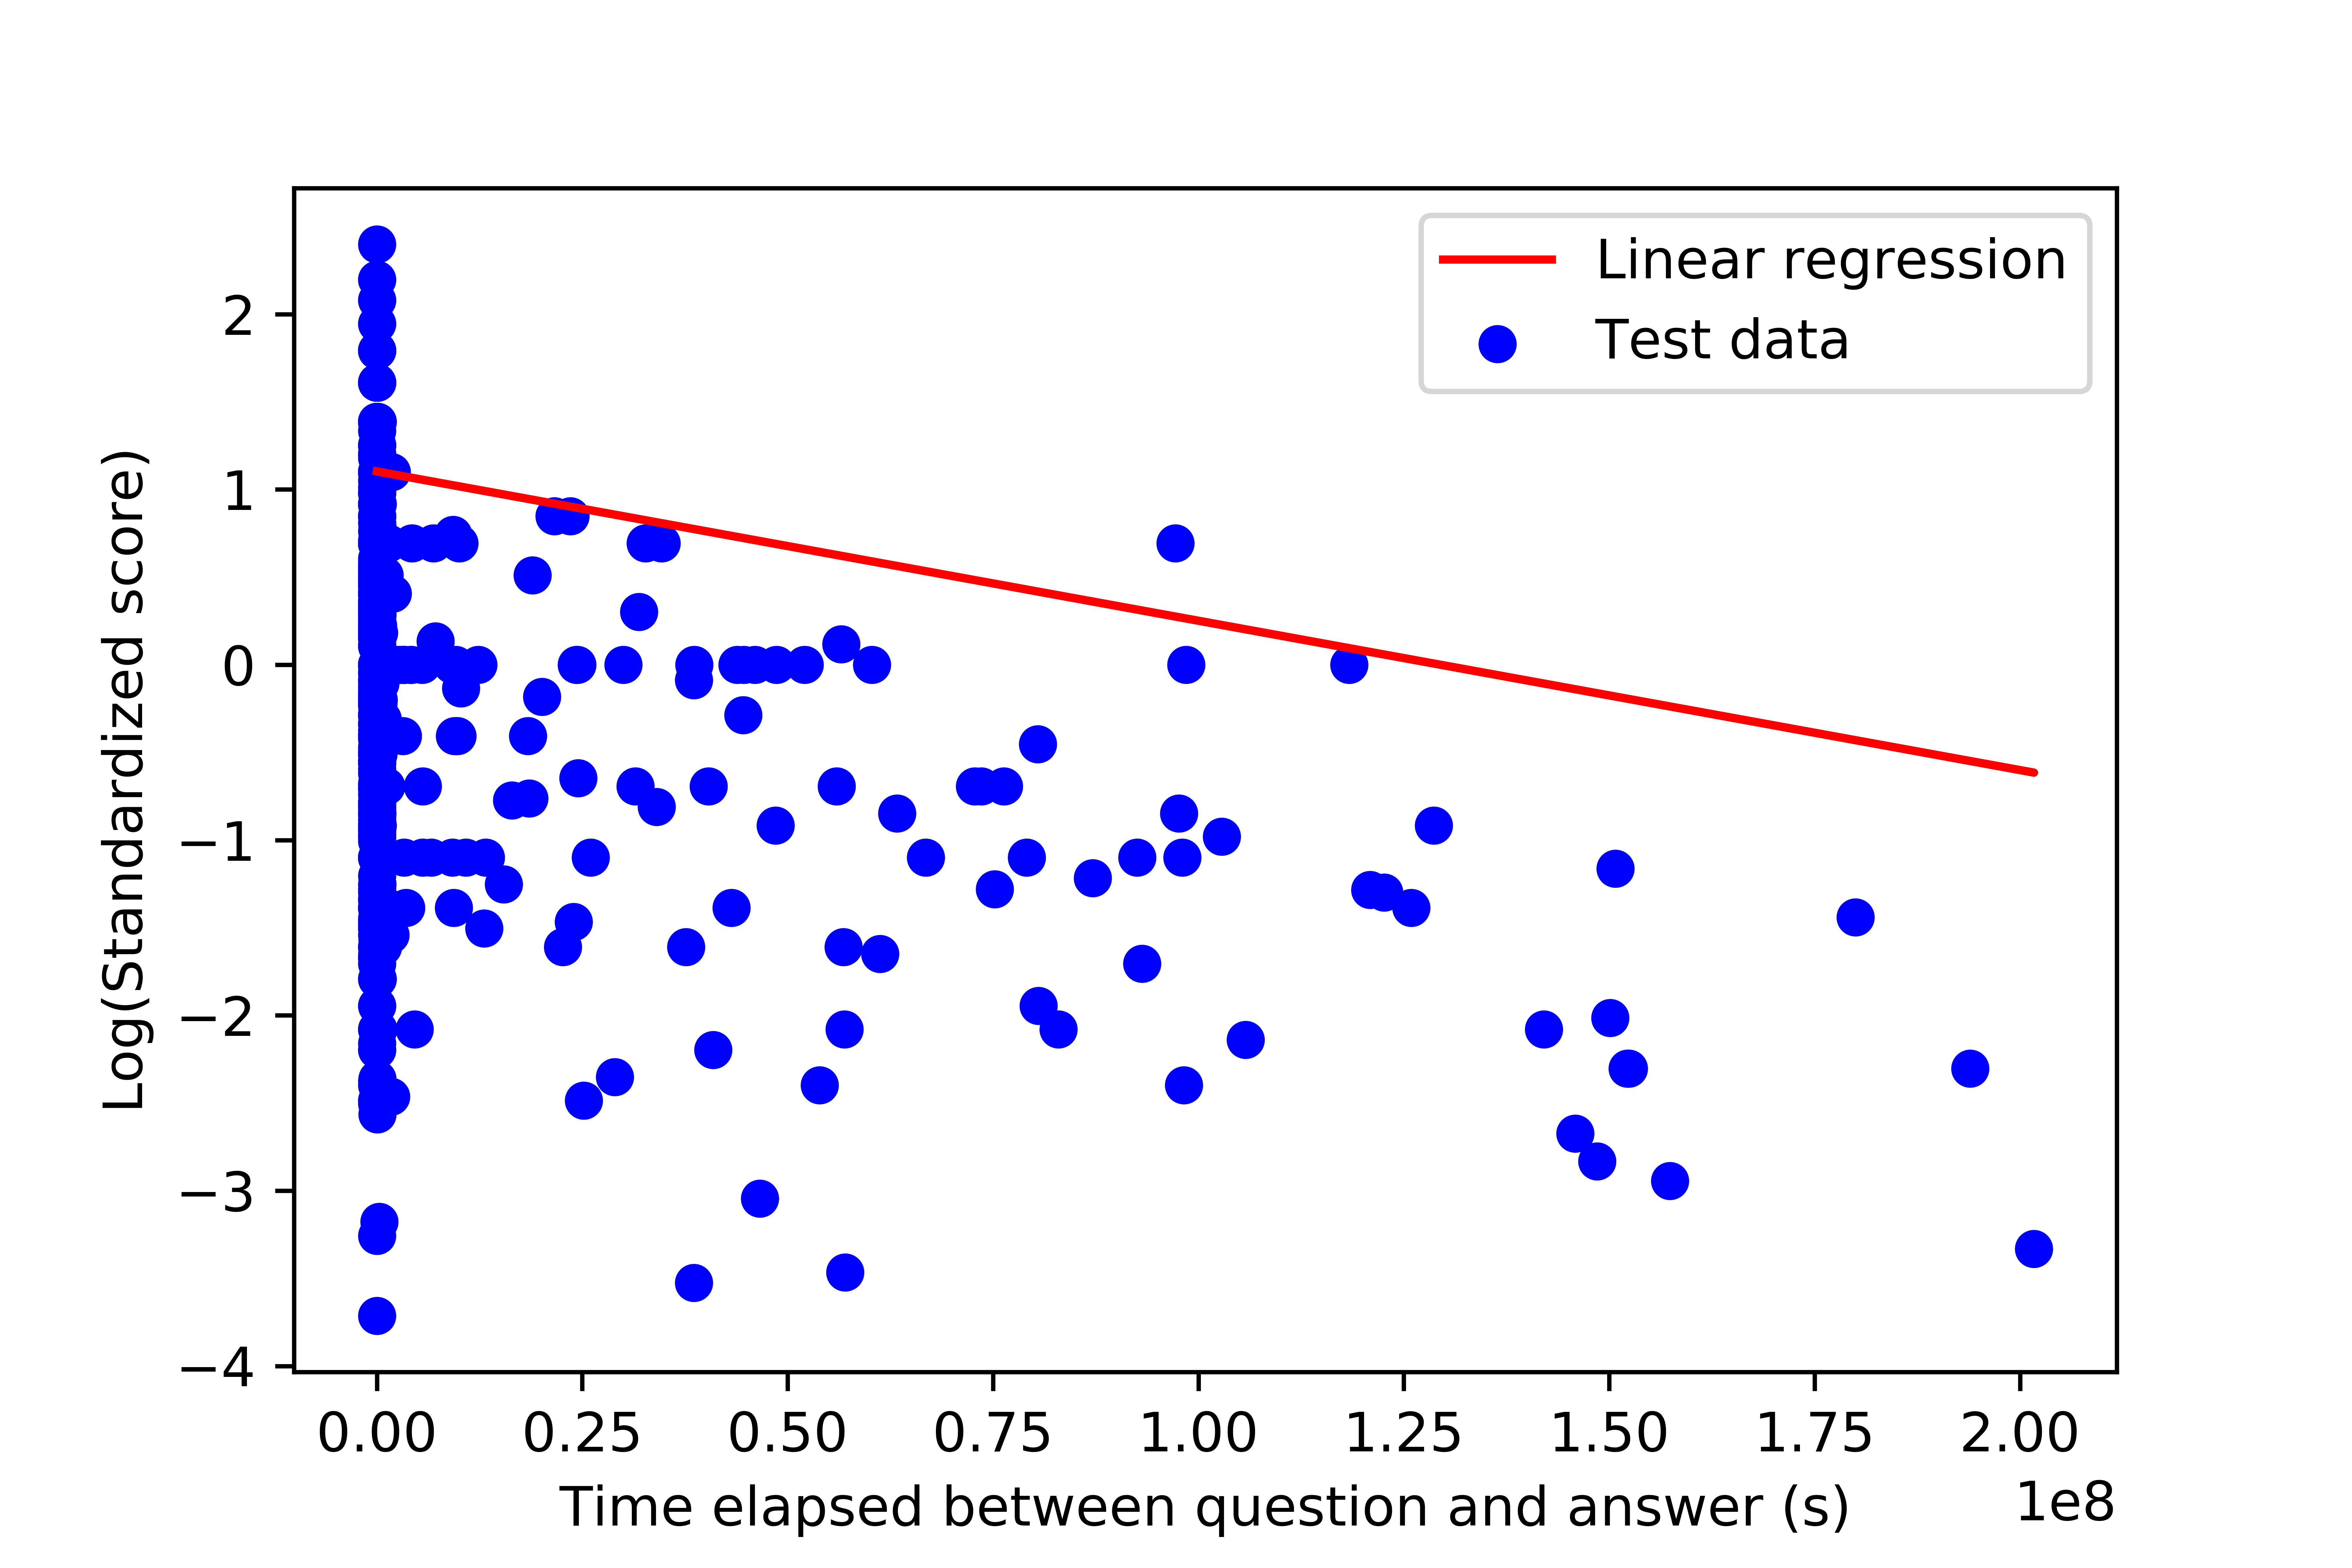 Linear regression
Test data
Log(Standardized score)
2
1
0
−1
−2
−3
−4
0.00 0.25 0.50 0.75 1.00 1.25 1.50 1.75 2.00
1e8
Time elapsed between question and answer (s)